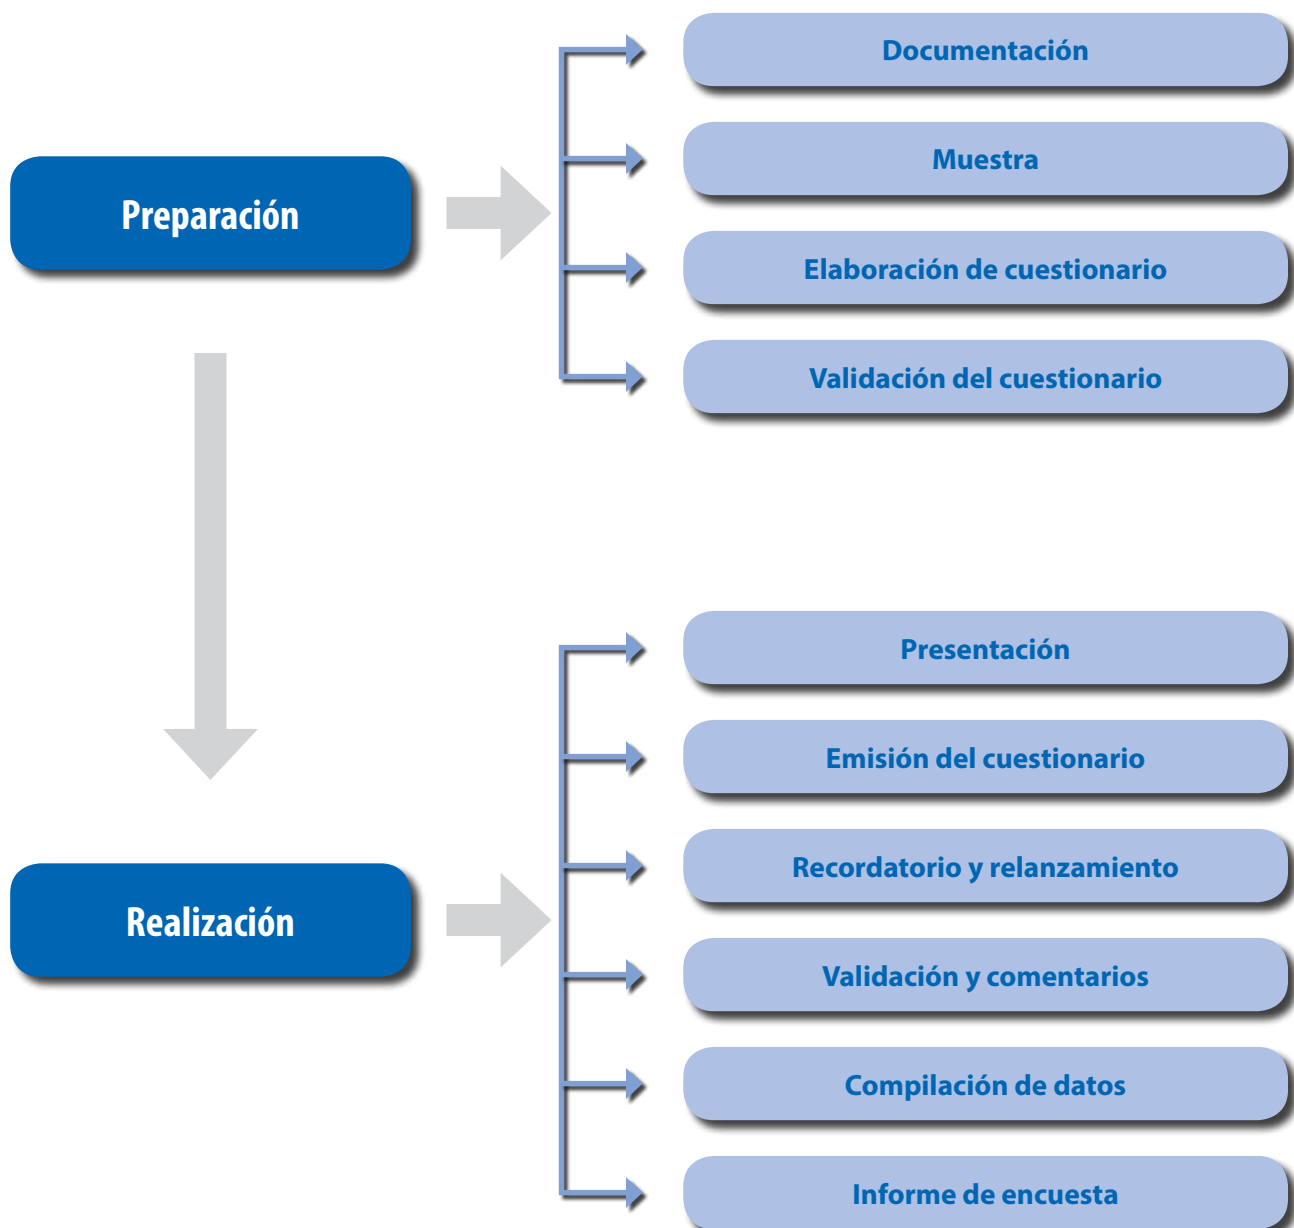 Preparación
Documentación
Muestra
Elaboración de cuestionario
Validación del cuestionario
Realización
Presentación
Emisión del cuestionario
Recordatorio y relanzamiento
Validación y comentarios
Compilación de datos
Informe de encuesta